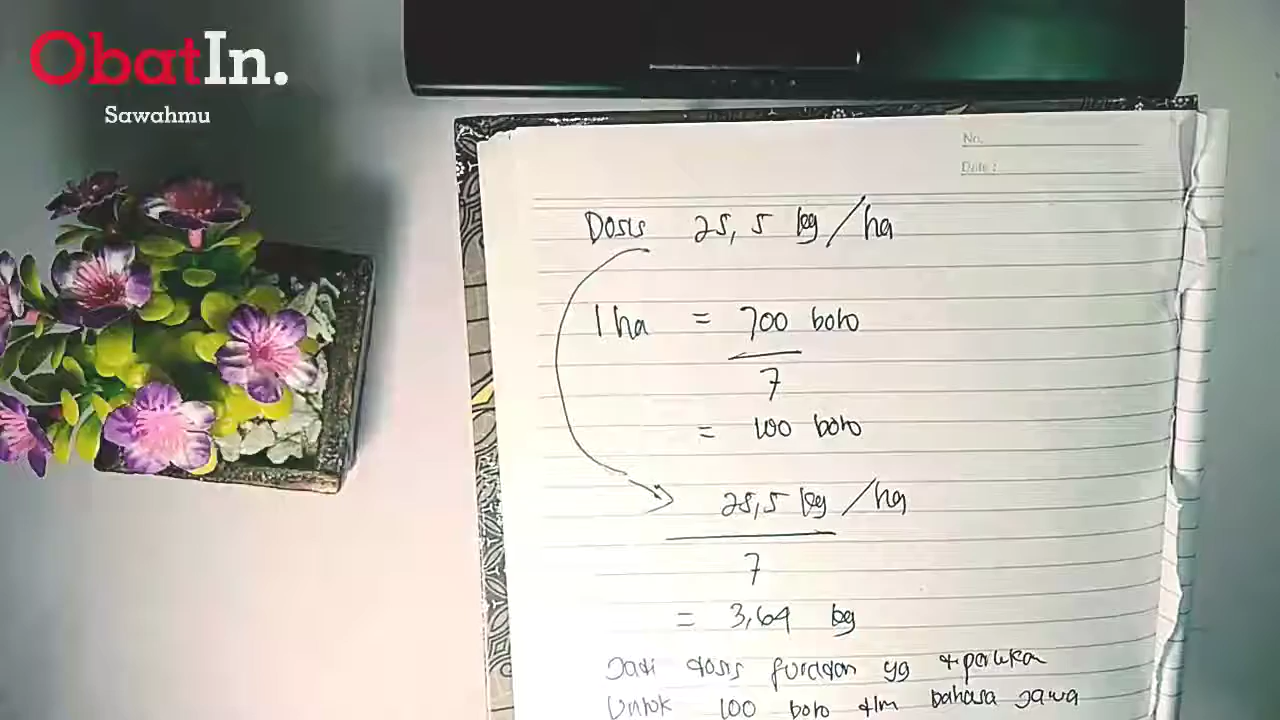 ObatIn.
Sawahmu
No.
Date :
Dosis 25,5 kg/ha
1 ha = 700 boto
7
= 100 boto
25,5 kg/ha
7
= 3,64 kg
Jadi dosis furadan yg diperlukan
Untuk 100 boto dlm bahasa Jawa